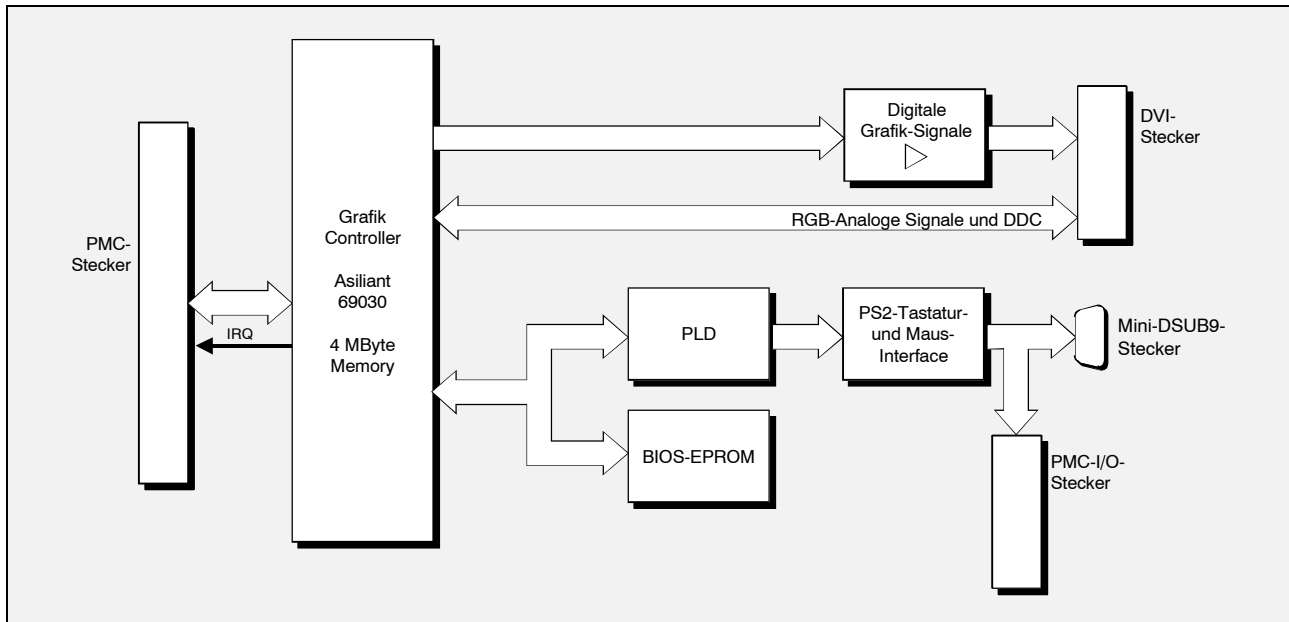 PMC-
Stecker
IRQ
Grafik
Controller
Asiliant
69030
4 MByte
Memory
Digitale
Grafik-Signale
DVI-
Stecker
RGB-Analoge Signale und DDC
PLD
PS2-Tastatur-
und Maus-
Interface
Mini-DSUB9-
Stecker
BIOS-EPROM
PMC-I/O-
Stecker